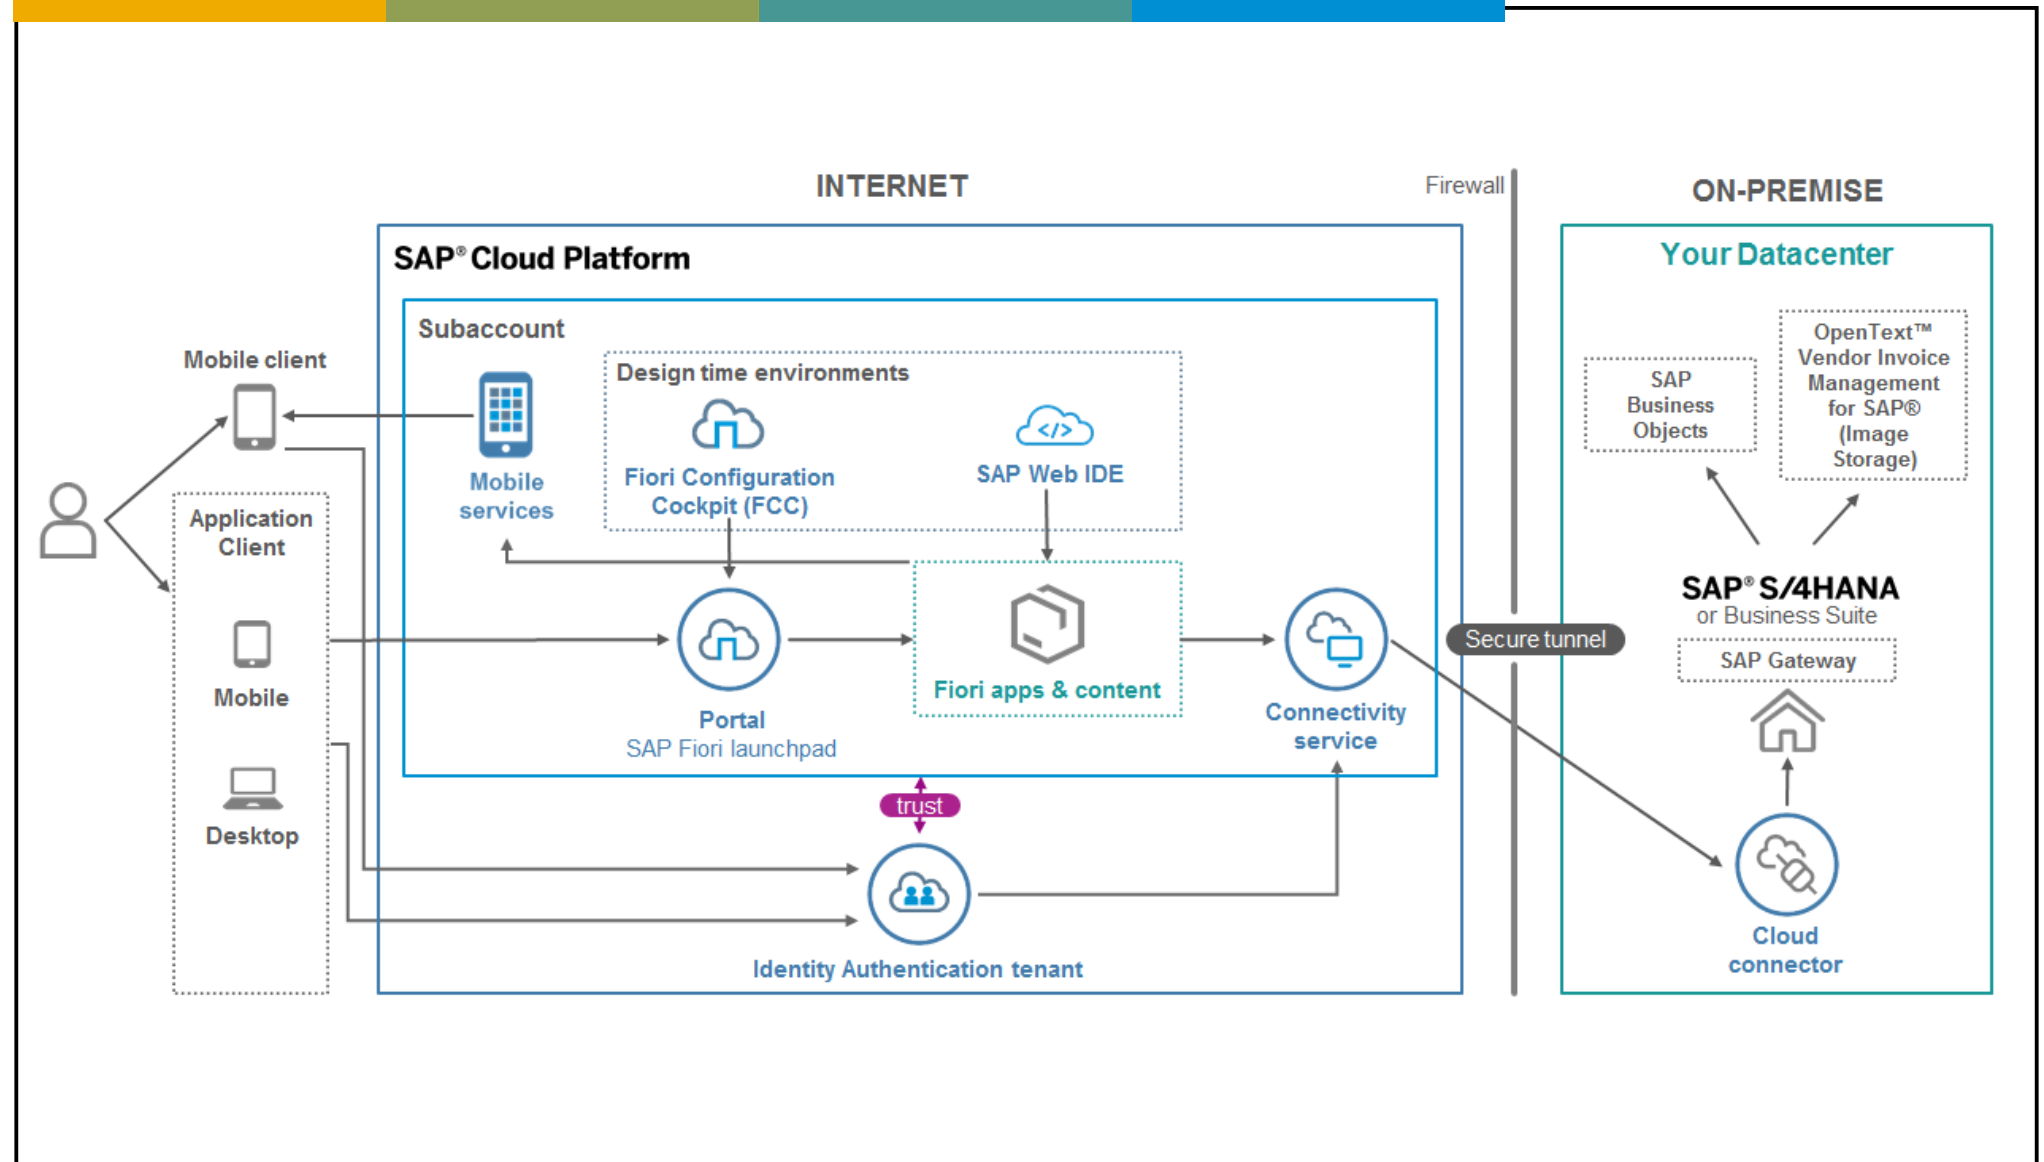 INTERNET
Firewall
ON-PREMISE
SAP® Cloud Platform
Your Datacenter
Subaccount
Mobile client
Design time environments
Mobile
services
Fiori Configuration
Cockpit (FCC)
SAP Web IDE
SAP
Business
Objects
OpenText™
Vendor Invoice
Management
for SAP®
(Image
Storage)
Application
Client
Mobile
Desktop
Portal
SAP Fiori launchpad
Fiori apps & content
Connectivity
service
Secure tunnel
SAP® S/4HANA
or Business Suite
SAP Gateway
trust
Identity Authentication tenant
Cloud
connector